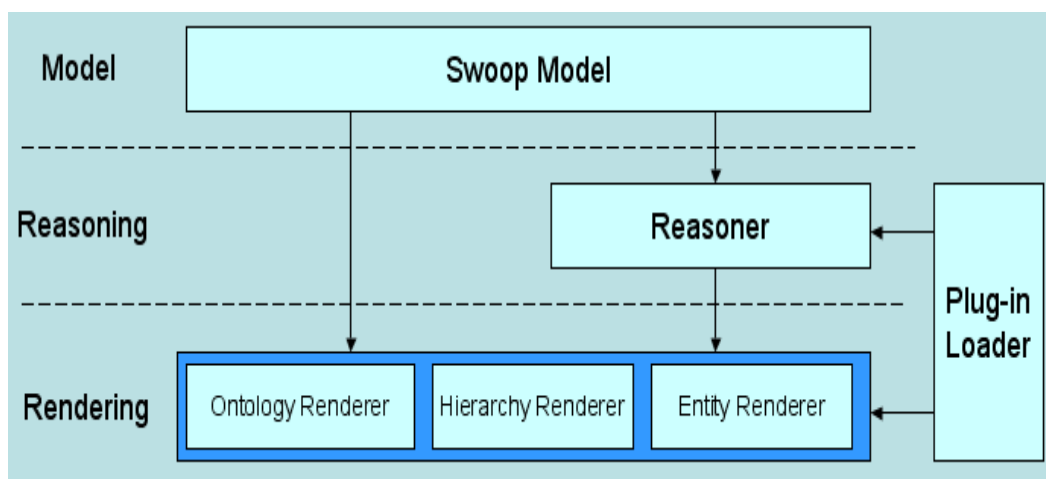 Model
Swoop Model
Reasoning
Reasoner
Plug-in
Loader
Rendering
Ontology Renderer
Hierarchy Renderer
Entity Renderer